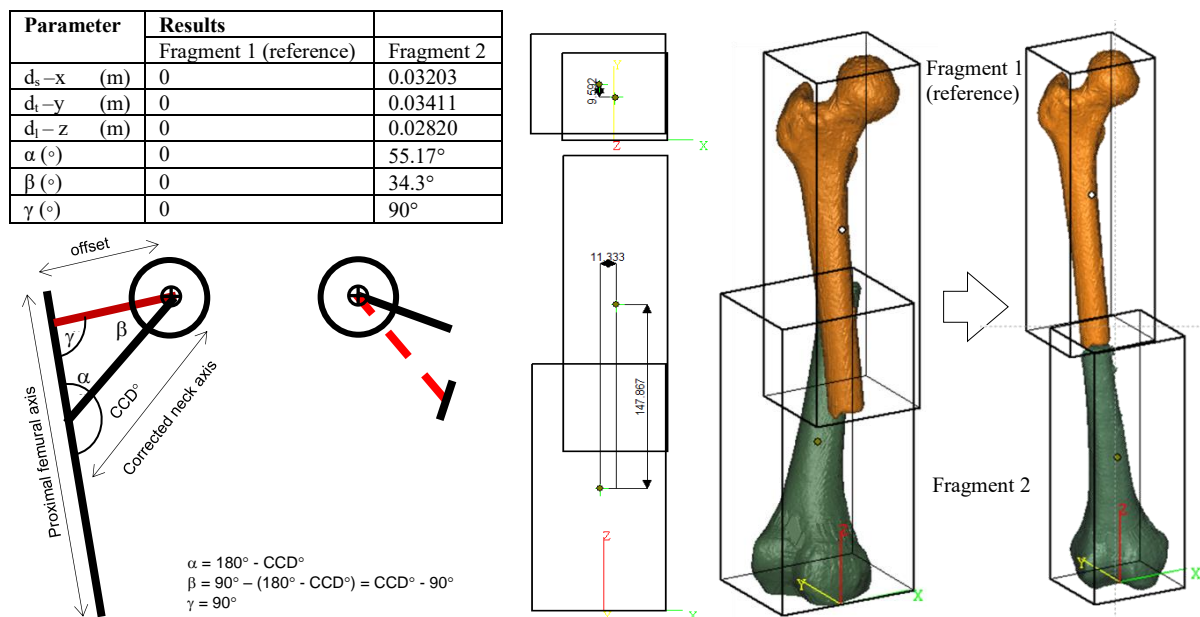 Parameter Results
Fragment 1 (reference) Fragment 2
dₛ – x (m) 0 0.03203
dₜ – y (m) 0 0.03411
dₗ – z (m) 0 0.02820
α (°) 0 55.17°
β (°) 0 34.3°
γ (°) 0 90°
offset
γ
β
α
CCD°
Corrected neck axis
Proximal femural axis
α = 180° - CCD°
β = 90° – (180° - CCD°) = CCD° - 90°
γ = 90°
Y
9.592
Z
X
11.333
147.867
Z
Y
X
Fragment 1
(reference)
Fragment 2
Z
Y
X
Z
Y
X